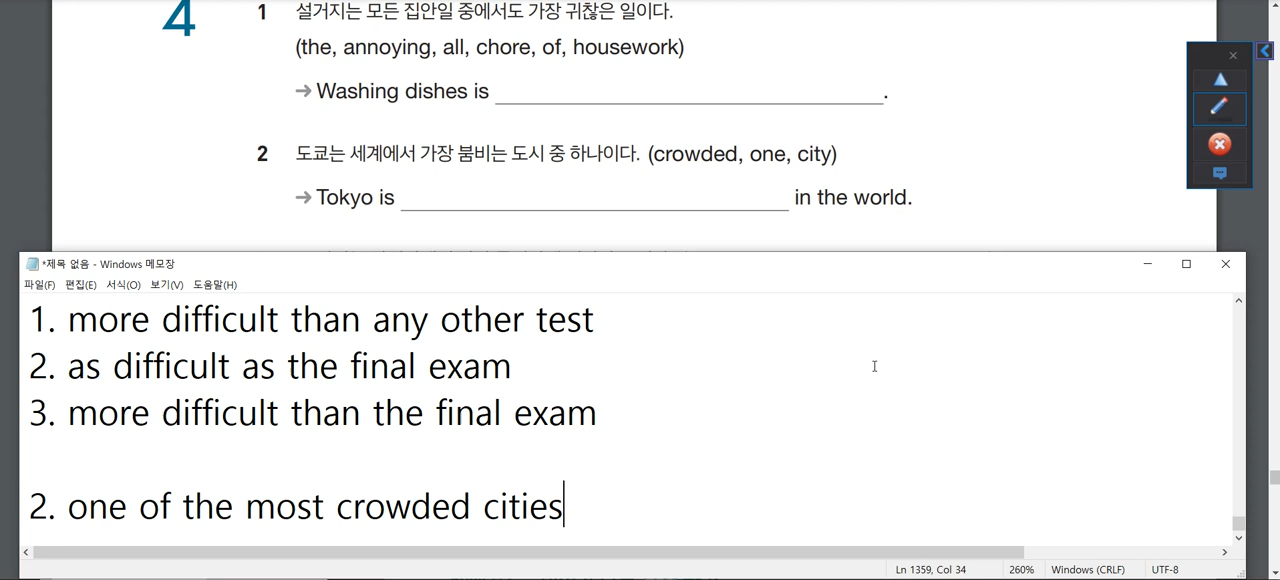 4
1 설거지는 모든 집안일 중에서도 가장 귀찮은 일이다.
(the, annoying, all, chore, of, housework)
→ Washing dishes is ______________________________.
2 도쿄는 세계에서 가장 붐비는 도시 중 하나이다. (crowded, one, city)
→ Tokyo is ______________________________ in the world.
*제목 없음 - Windows 메모장
파일(F) 편집(E) 서식(O) 보기(V) 도움말(H)
1. more difficult than any other test
2. as difficult as the final exam
3. more difficult than the final exam
2. one of the most crowded cities
Ln 1359, Col 34 260% Windows (CRLF) UTF-8